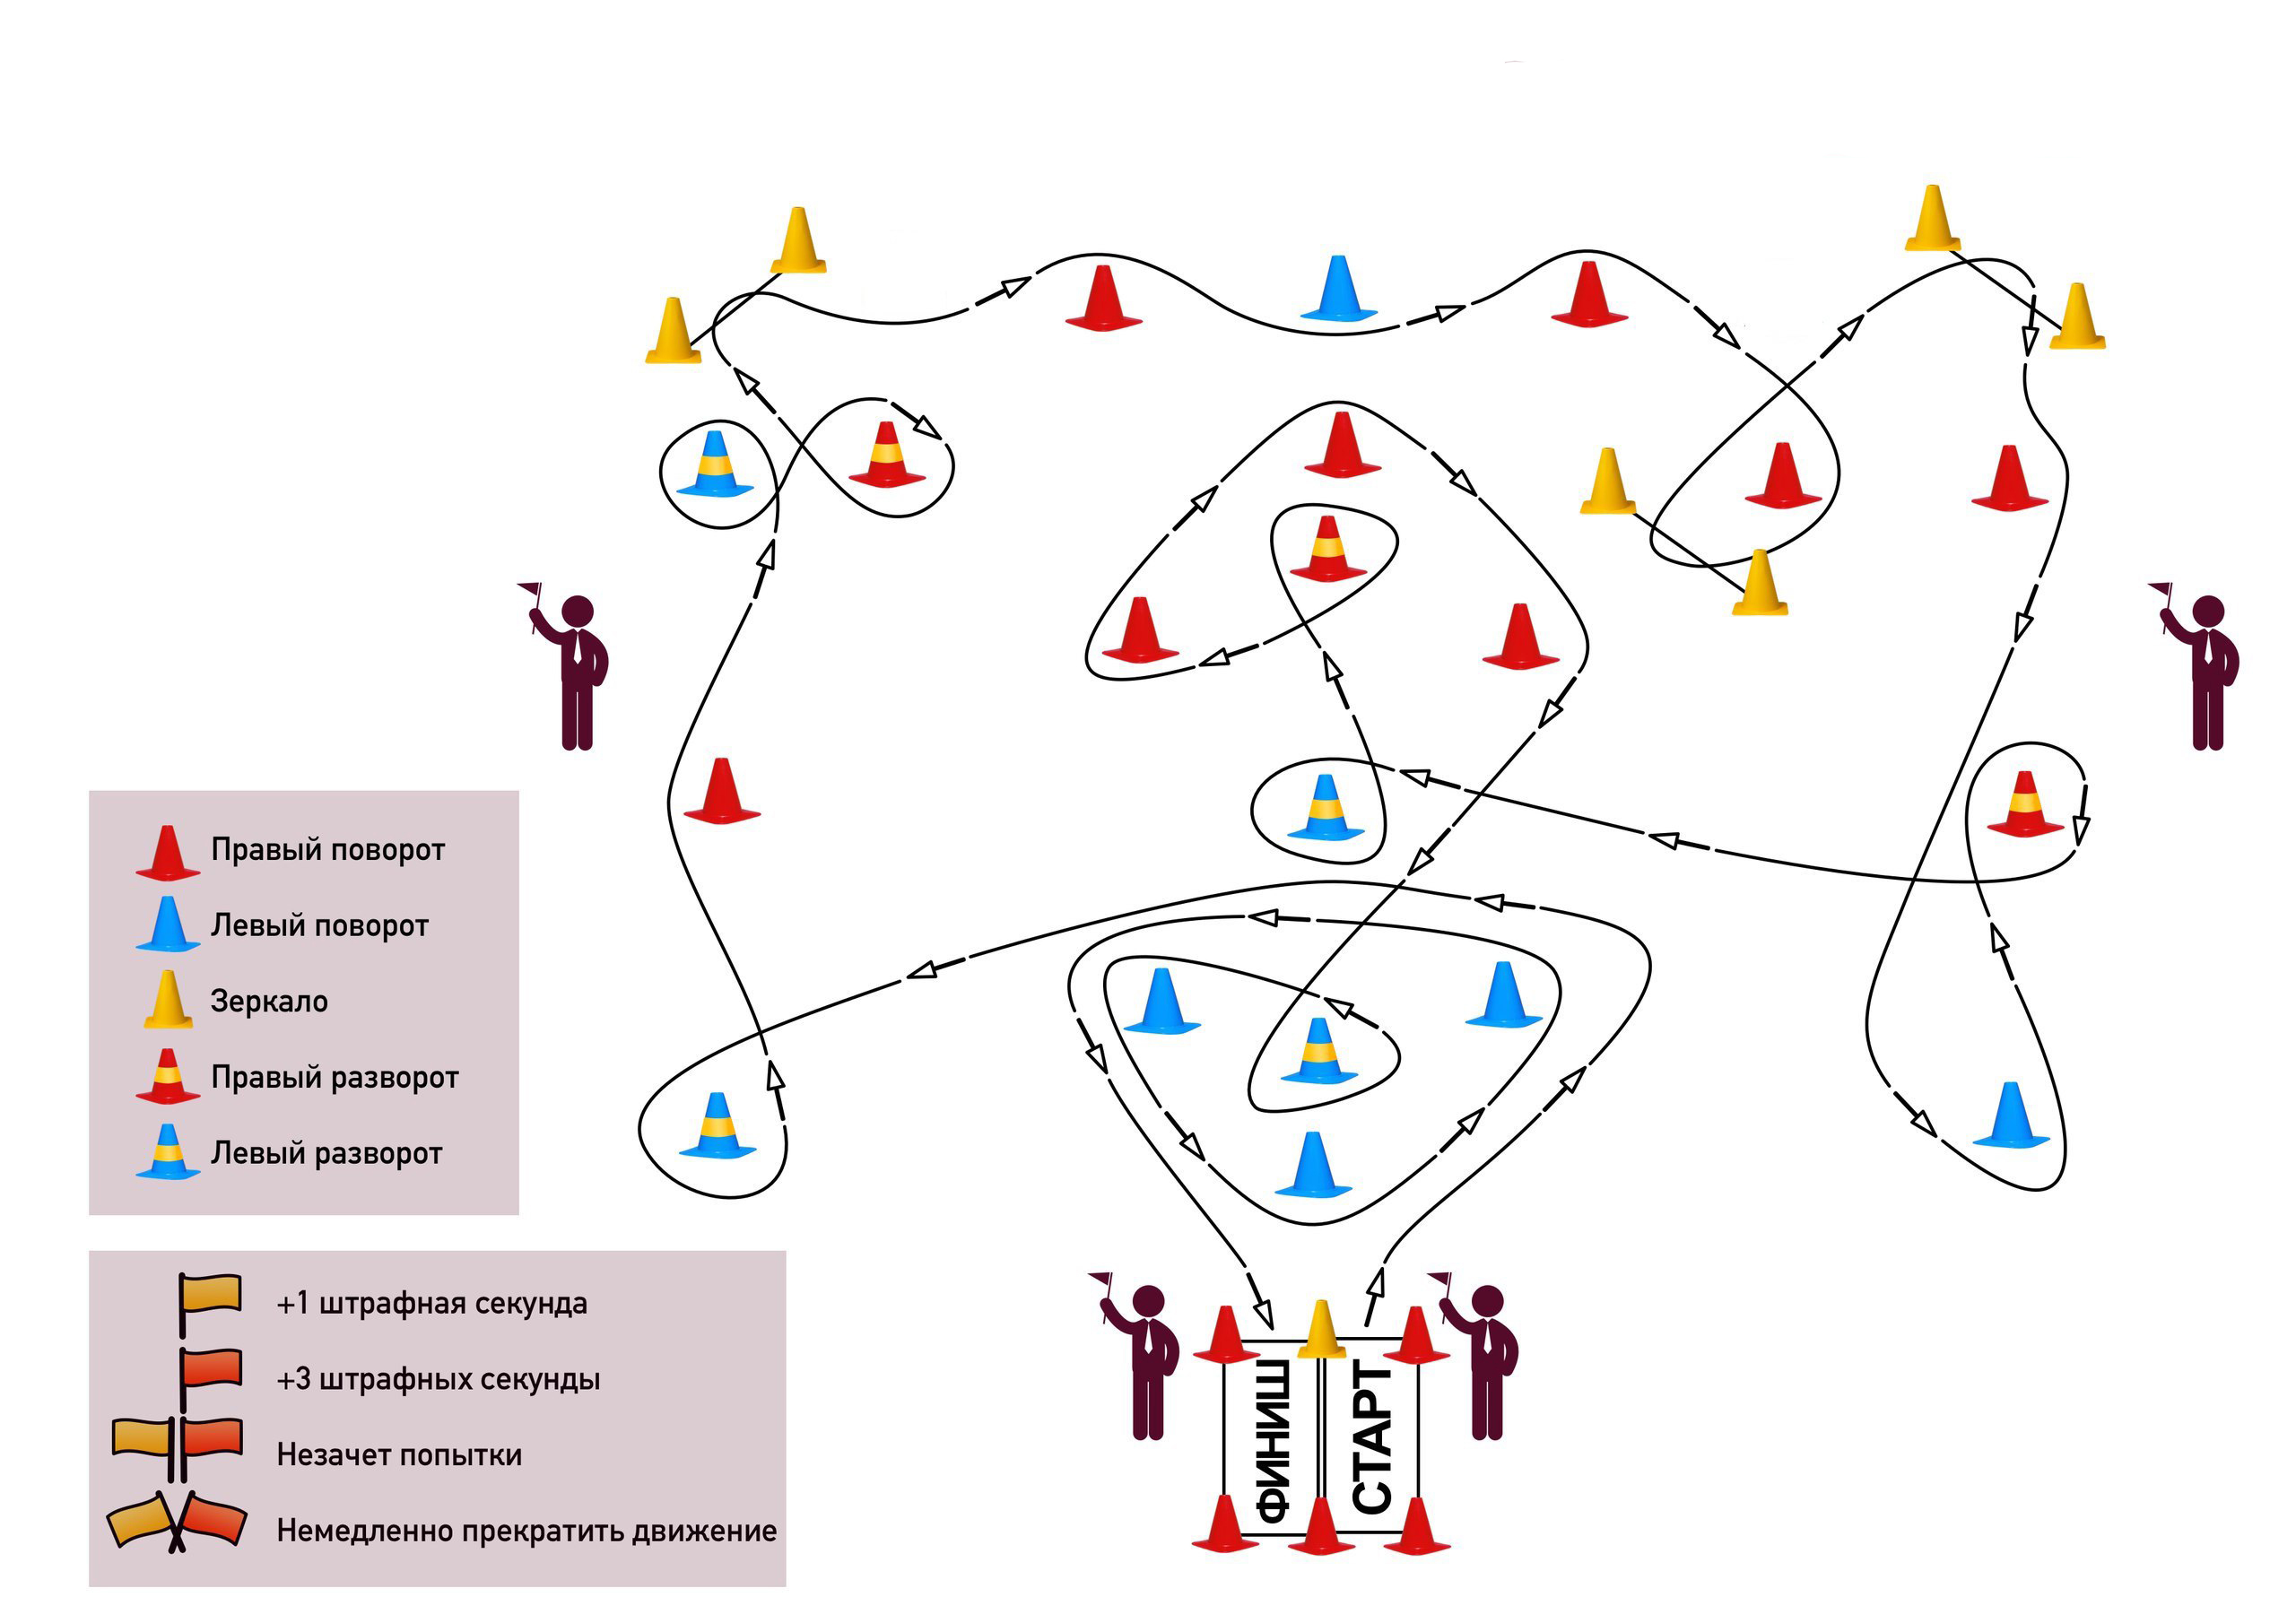 Правый поворот
Левый поворот
Зеркало
Правый разворот
Левый разворот
+1 штрафная секунда
+3 штрафных секунды
Незачет попытки
Немедленно прекратить движение
ФИНИШ
СТАРТ